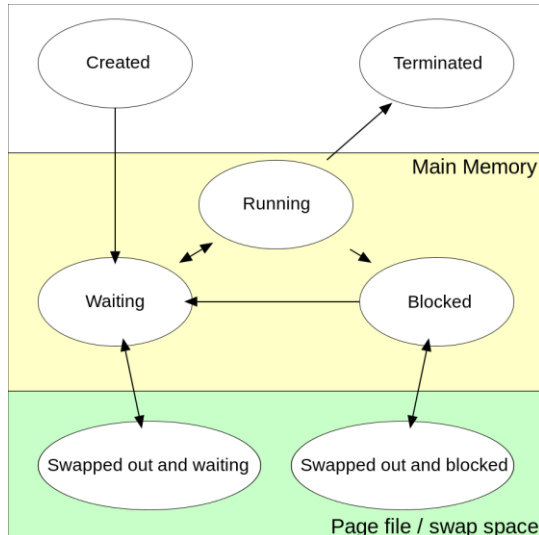 Created
Terminated
Main Memory
Running
Waiting
Blocked
Swapped out and waiting
Swapped out and blocked
Page file / swap space